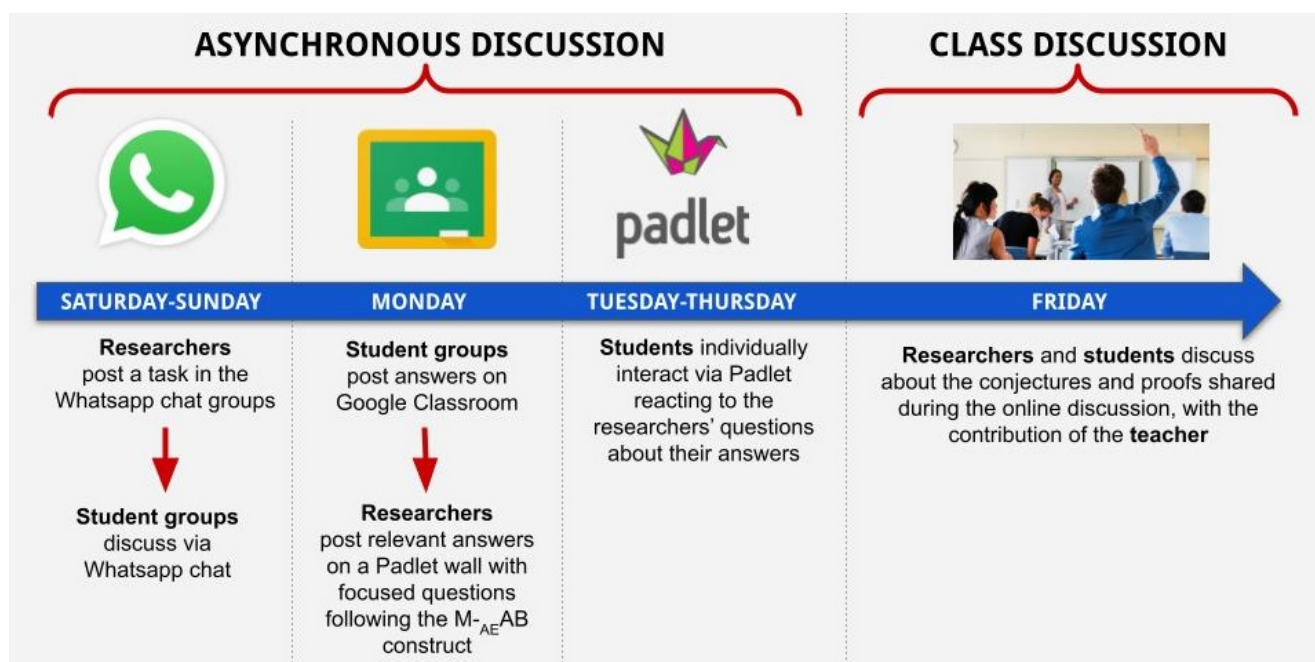 ASYNCHRONOUS DISCUSSION
CLASS DISCUSSION
padlet
SATURDAY-SUNDAY
MONDAY
TUESDAY-THURSDAY
FRIDAY
Researchers
post a task in the
Whatsapp chat groups
Student groups
discuss via
Whatsapp chat
Student groups
post answers on
Google Classroom
Researchers
post relevant answers
on a Padlet wall with
focused questions
following the M-AEAB
construct
Students individually
interact via Padlet
reacting to the
researchers’ questions
about their answers
Researchers and students discuss
about the conjectures and proofs shared
during the online discussion, with the
contribution of the teacher